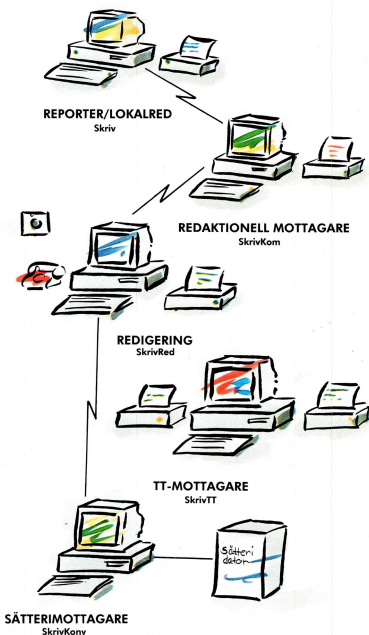 REPORTER/LOKALRED
Skriv
REDAKTIONELL MOTTAGARE
SkrivKom
REDIGERING
SkrivRed
TT-MOTTAGARE
SkrivTT
Sätteri
dator
SÄTTERIMOTTAGARE
SkrivKonv